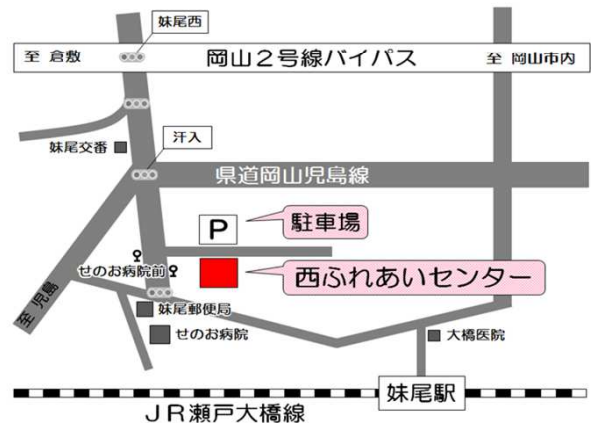 妹尾西
至 倉敷
岡山2号線バイパス
至 岡山市内
妹尾交番
汗入
県道岡山児島線
P
駐車場
せのお病院前
西ふれあいセンター
至 児島
妹尾郵便局
せのお病院
大橋医院
妹尾駅
JR瀬戸大橋線